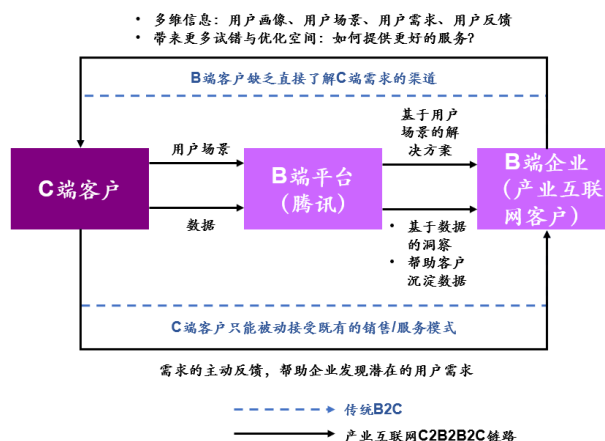 • 多维信息：用户画像、用户场景、用户需求、用户反馈
• 带来更多试错与优化空间：如何提供更好的服务？
B端客户缺乏直接了解C端需求的渠道
C端客户
用户场景
数据
B端平台
（腾讯）
基于用户
场景的解
决方案
• 基于数据
的洞察
• 帮助客户
沉淀数据
B端企业
（产业互联
网客户）
C端客户只能被动接受既有的销售/服务模式
需求的主动反馈，帮助企业发现潜在的用户需求
传统B2C
产业互联网C2B2B2C链路